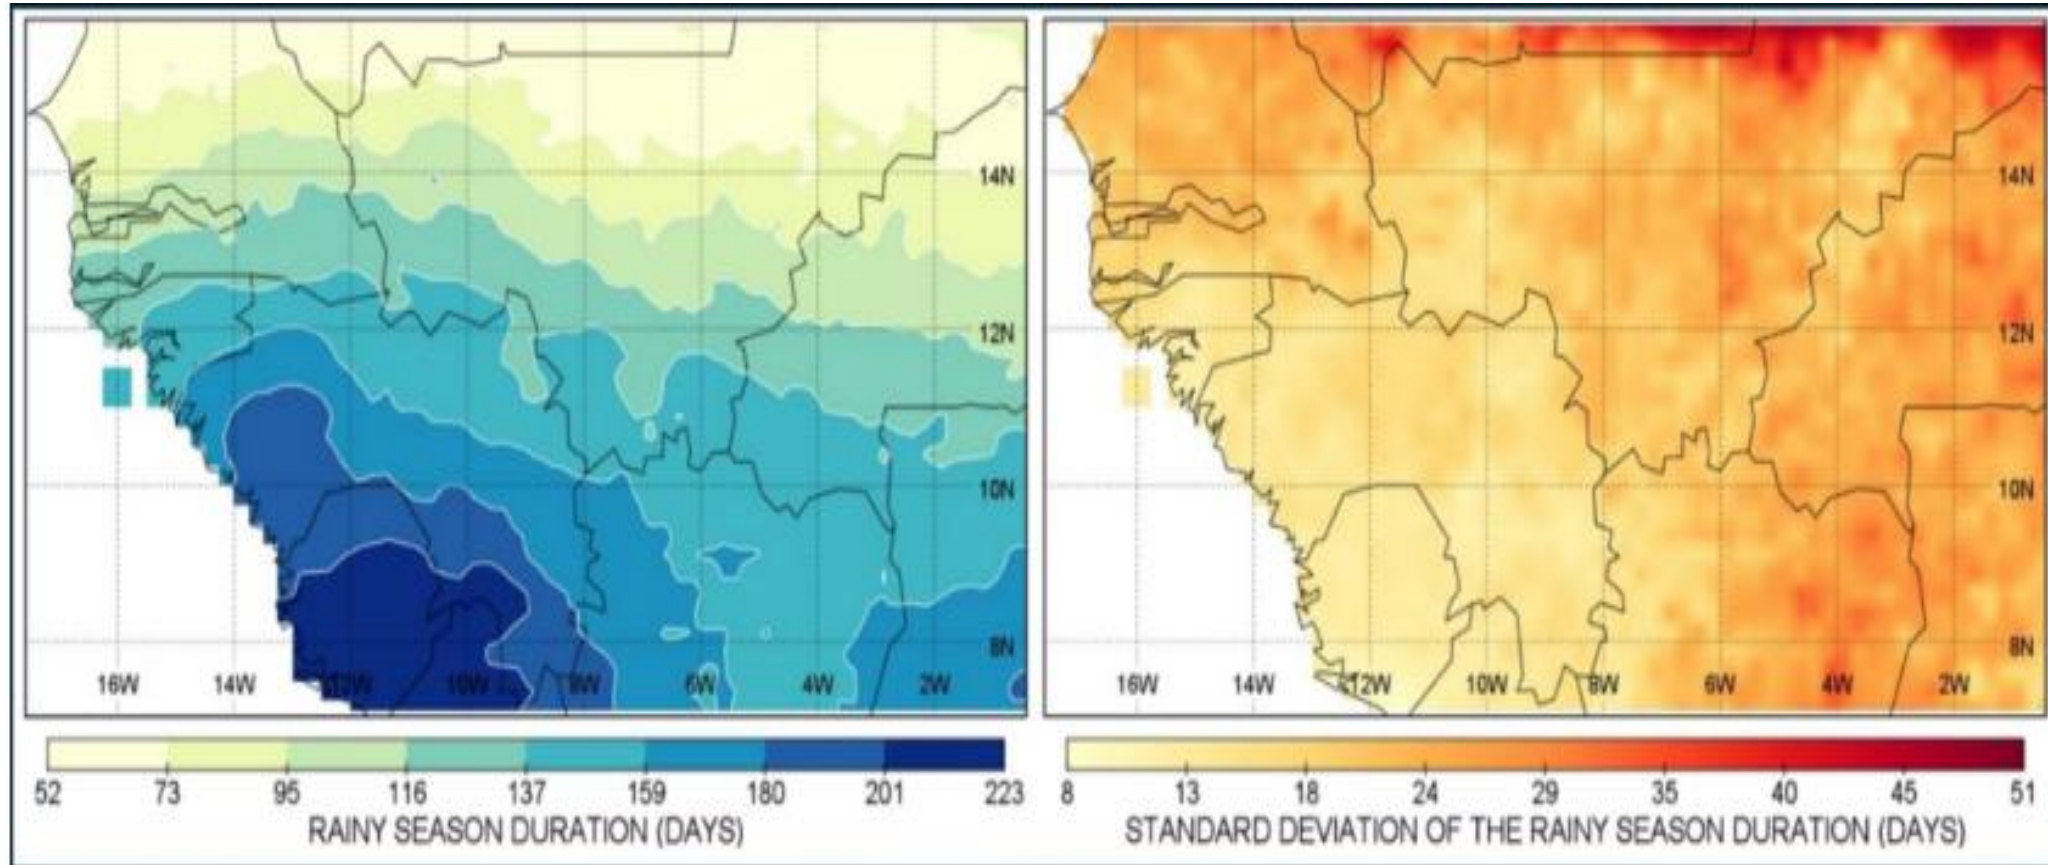 14N
12N
10N
8N
16W 14W 12W 10W 8W 6W 4W 2W
52 73 95 116 137 159 180 201 223
RAINY SEASON DURATION (DAYS)
14N
12N
10N
8N
16W 14W 12W 10W 8W 6W 4W 2W
8 13 18 24 29 35 40 45 51
STANDARD DEVIATION OF THE RAINY SEASON DURATION (DAYS)